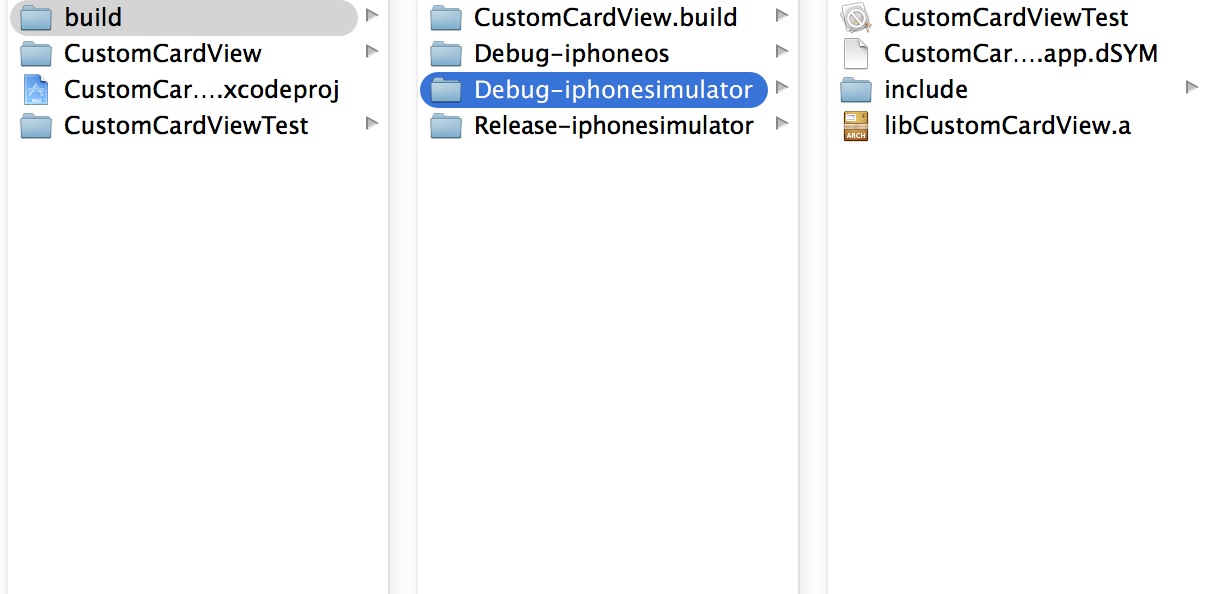 build
CustomCardView
CustomCar....xcodeproj
CustomCardViewTest
CustomCardView.build
Debug-iphoneos
Debug-iphonesimulator
Release-iphonesimulator
CustomCardViewTest
CustomCar....app.dSYM
include
libCustomCardView.a
ARCH